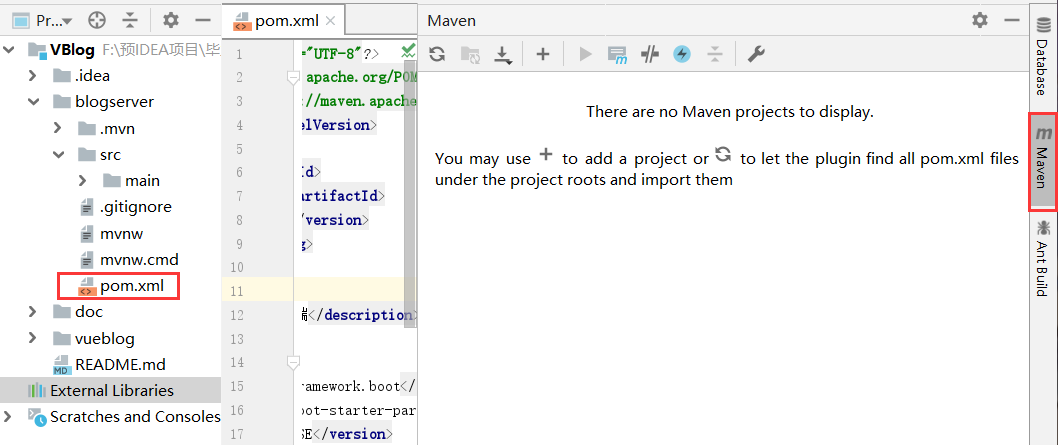 Pr...
VBlog F:\预IDEA项目\毕
.idea
blogserver
.mvn
src
main
.gitignore
mvnw
mvnw.cmd
pom.xml
doc
vueblog
README.md
External Libraries
Scratches and Consoles
pom.xml
1 ="UTF-8"?>
2 apache.org/POM
3 ://maven.apache
4 elVersion>
5
6 Id>
7 artifactId>
8 /version>
9 g>
10
11
12 端</description>
13
14
15 ramework.boot</
16 oot-starter-par
17 SE</version>
Maven
There are no Maven projects to display.
You may use + to add a project or to let the plugin find all pom.xml files
under the project roots and import them
Database
m Maven
Ant Build